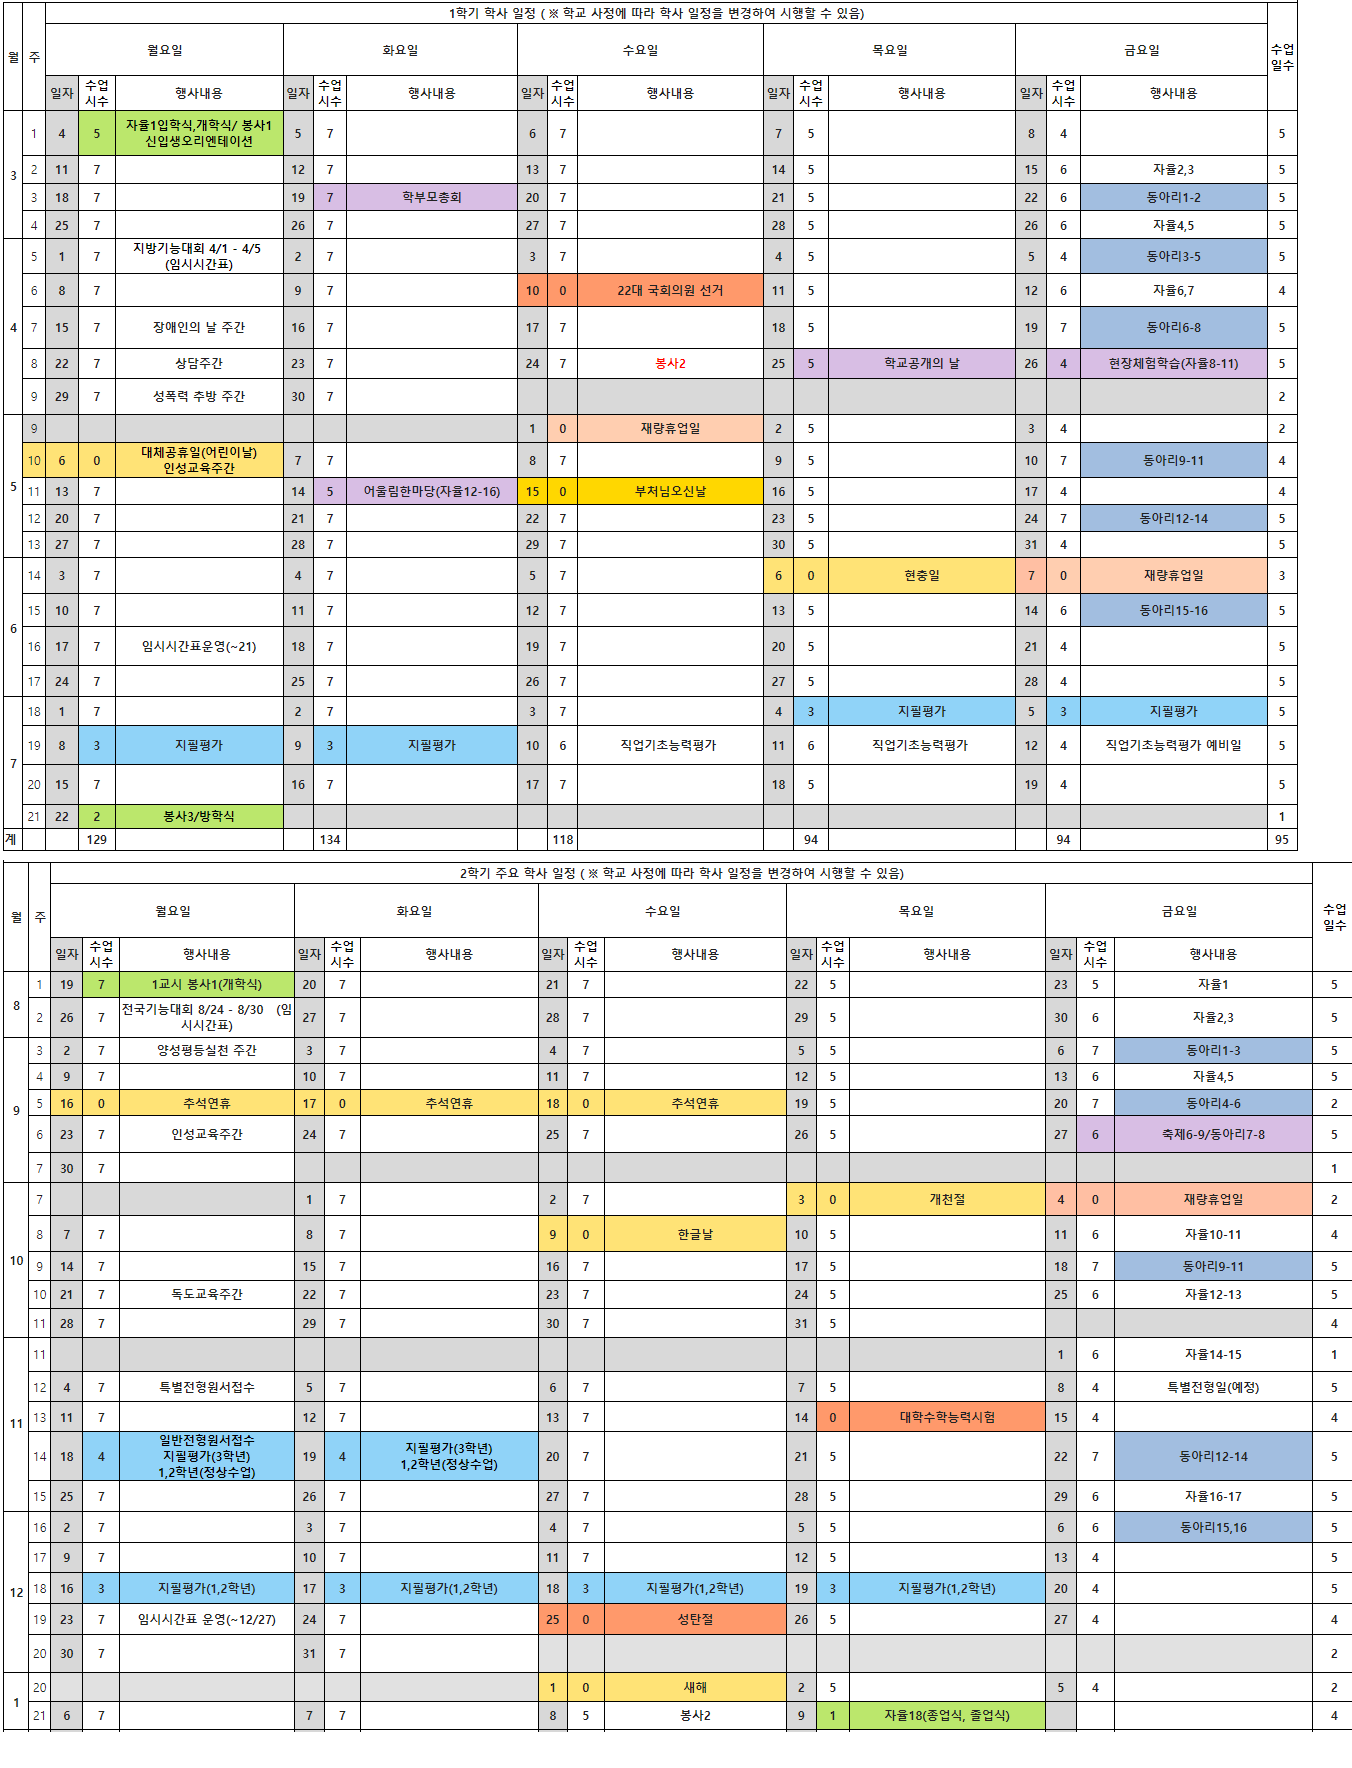 1학기 학사 일정 ( ※ 학교 사정에 따라 학사 일정을 변경하여 시행할 수 있음)
월 주 월요일 화요일 수요일 목요일 금요일 수업 일수
일자 수업 시수 행사내용 일자 수업 시수 행사내용 일자 수업 시수 행사내용 일자 수업 시수 행사내용 일자 수업 시수 행사내용
3 1 4 5 자율1입학식,개학식/ 봉사1 신입생오리엔테이션 5 7 6 7 7 5 8 4 5
2 11 7 12 7 13 7 14 5 15 6 자율2,3 5
3 18 7 19 7 학부모총회 20 7 21 5 22 6 동아리1-2 5
4 25 7 26 7 27 7 28 5 26 6 자율4,5 5
4 5 1 7 지방기능대회 4/1 - 4/5 (임시시간표) 2 7 3 7 4 5 5 4 동아리3-5 5
6 8 7 9 7 10 0 22대 국회의원 선거 11 5 12 6 자율6,7 4
7 15 7 장애인의 날 주간 16 7 17 7 18 5 19 7 동아리6-8 5
8 22 7 상담주간 23 7 24 7 봉사2 25 5 학교공개의 날 26 4 현장체험학습(자율8-11) 5
9 29 7 성폭력 추방 주간 30 7 2
5 9 1 0 재량휴업일 2 5 3 4 2
10 6 0 대체공휴일(어린이날) 인성교육주간 7 7 8 7 9 5 10 7 동아리9-11 4
11 13 7 14 5 어울림한마당(자율12-16) 15 0 부처님오신날 16 5 17 4 4
12 20 7 21 7 22 7 23 5 24 7 동아리12-14 5
13 27 7 28 7 29 7 30 5 31 4 5
6 14 3 7 4 7 5 7 6 0 현충일 7 0 재량휴업일 3
15 10 7 11 7 12 7 13 5 14 6 동아리15-16 5
16 17 7 임시시간표운영(~21) 18 7 19 7 20 5 21 4 5
17 24 7 25 7 26 7 27 5 28 4 5
7 18 1 7 2 7 3 7 4 3 지필평가 5 3 지필평가 5
19 8 3 지필평가 9 3 지필평가 10 6 직업기초능력평가 11 6 직업기초능력평가 12 4 직업기초능력평가 예비일 5
20 15 7 16 7 17 7 18 5 19 4 5
21 22 2 봉사3/방학식 1
계 129 134 118 94 94 95
2학기 주요 학사 일정 ( ※ 학교 사정에 따라 학사 일정을 변경하여 시행할 수 있음)
월 주 월요일 화요일 수요일 목요일 금요일 수업 일수
일자 수업 시수 행사내용 일자 수업 시수 행사내용 일자 수업 시수 행사내용 일자 수업 시수 행사내용 일자 수업 시수 행사내용
8 1 19 7 1교시 봉사1(개학식) 20 7 21 7 22 5 23 5 자율1 5
2 26 7 전국기능대회 8/24 - 8/30 (임시시간표) 27 7 28 7 29 5 30 6 자율2,3 5
9 3 2 7 양성평등실천 주간 3 7 4 7 5 5 6 7 동아리1-3 5
4 9 7 10 7 11 7 12 5 13 6 자율4,5 5
5 16 0 추석연휴 17 0 추석연휴 18 0 추석연휴 19 5 20 7 동아리4-6 2
6 23 7 인성교육주간 24 7 25 7 26 5 27 6 축제6-9/동아리7-8 5
7 30 7 1
10 7 1 7 2 7 3 0 개천절 4 0 재량휴업일 2
8 7 7 8 7 9 0 한글날 10 5 11 6 자율10-11 4
9 14 7 15 7 16 7 17 5 18 7 동아리9-11 5
10 21 7 독도교육주간 22 7 23 7 24 5 25 6 자율12-13 5
11 28 7 29 7 30 7 31 5 4
11 11 1 6 자율14-15 1
12 4 7 특별전형원서접수 5 7 6 7 7 5 8 4 특별전형일(예정) 5
13 11 7 12 7 13 7 14 0 대학수학능력시험 15 4 4
14 18 4 일반전형원서접수 지필평가(3학년) 1,2학년(정상수업) 19 4 지필평가(3학년) 1,2학년(정상수업) 20 7 21 5 22 7 동아리12-14 5
15 25 7 26 7 27 7 28 5 29 6 자율16-17 5
12 16 2 7 3 7 4 7 5 5 6 6 동아리15,16 5
17 9 7 10 7 11 7 12 5 13 4 5
18 16 3 지필평가(1,2학년) 17 3 지필평가(1,2학년) 18 3 지필평가(1,2학년) 19 3 지필평가(1,2학년) 20 4 5
19 23 7 임시시간표 운영(~12/27) 24 7 25 0 성탄절 26 5 27 4 4
20 30 7 31 7 2
1 20 1 0 새해 2 5 5 4 2
21 6 7 7 7 8 5 봉사2 9 1 자율18(종업식, 졸업식) 4